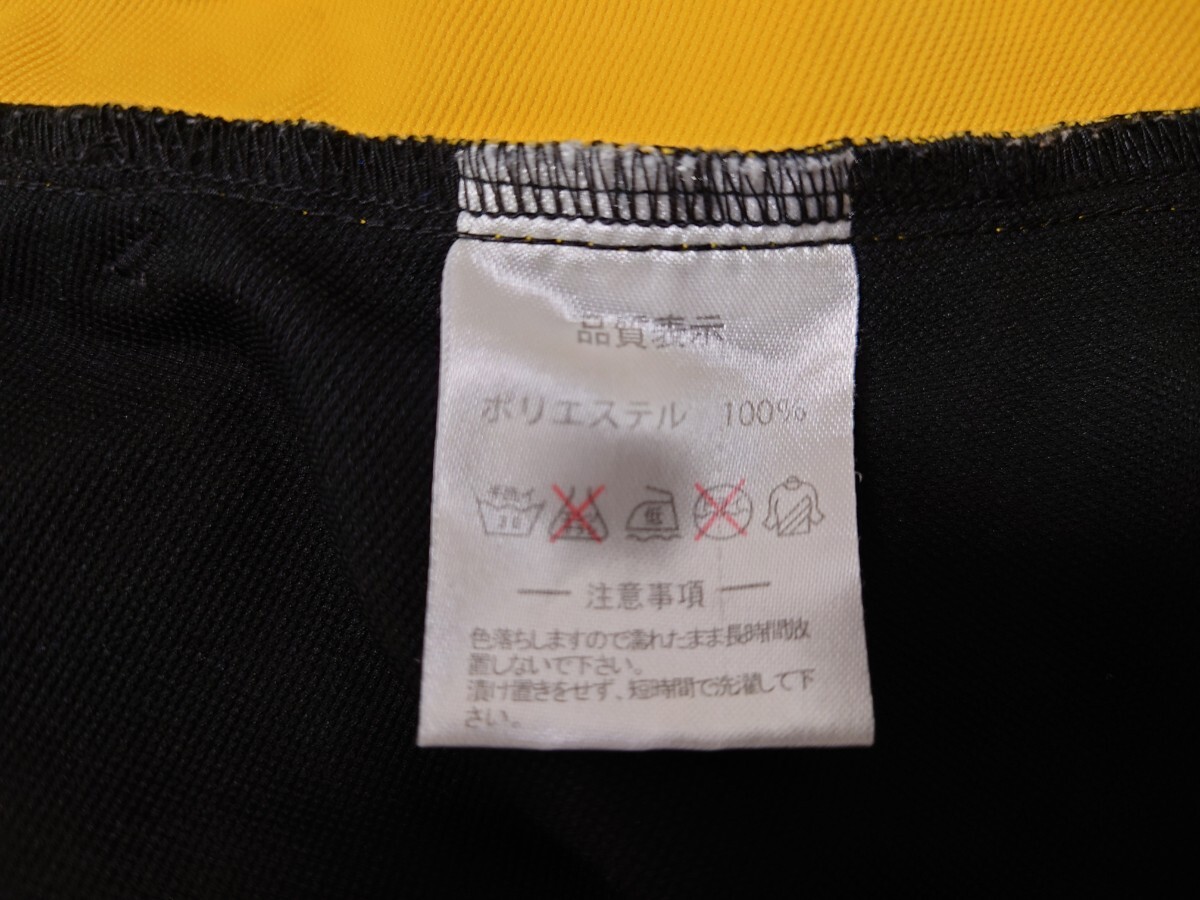 品質表示
ポリエステル 100%
手洗イ
30
低
注意事項
色落ちしますので濡れたまま長時間放
置しないで下さい。
漬け置きをせず、短時間で洗濯して下
さい。